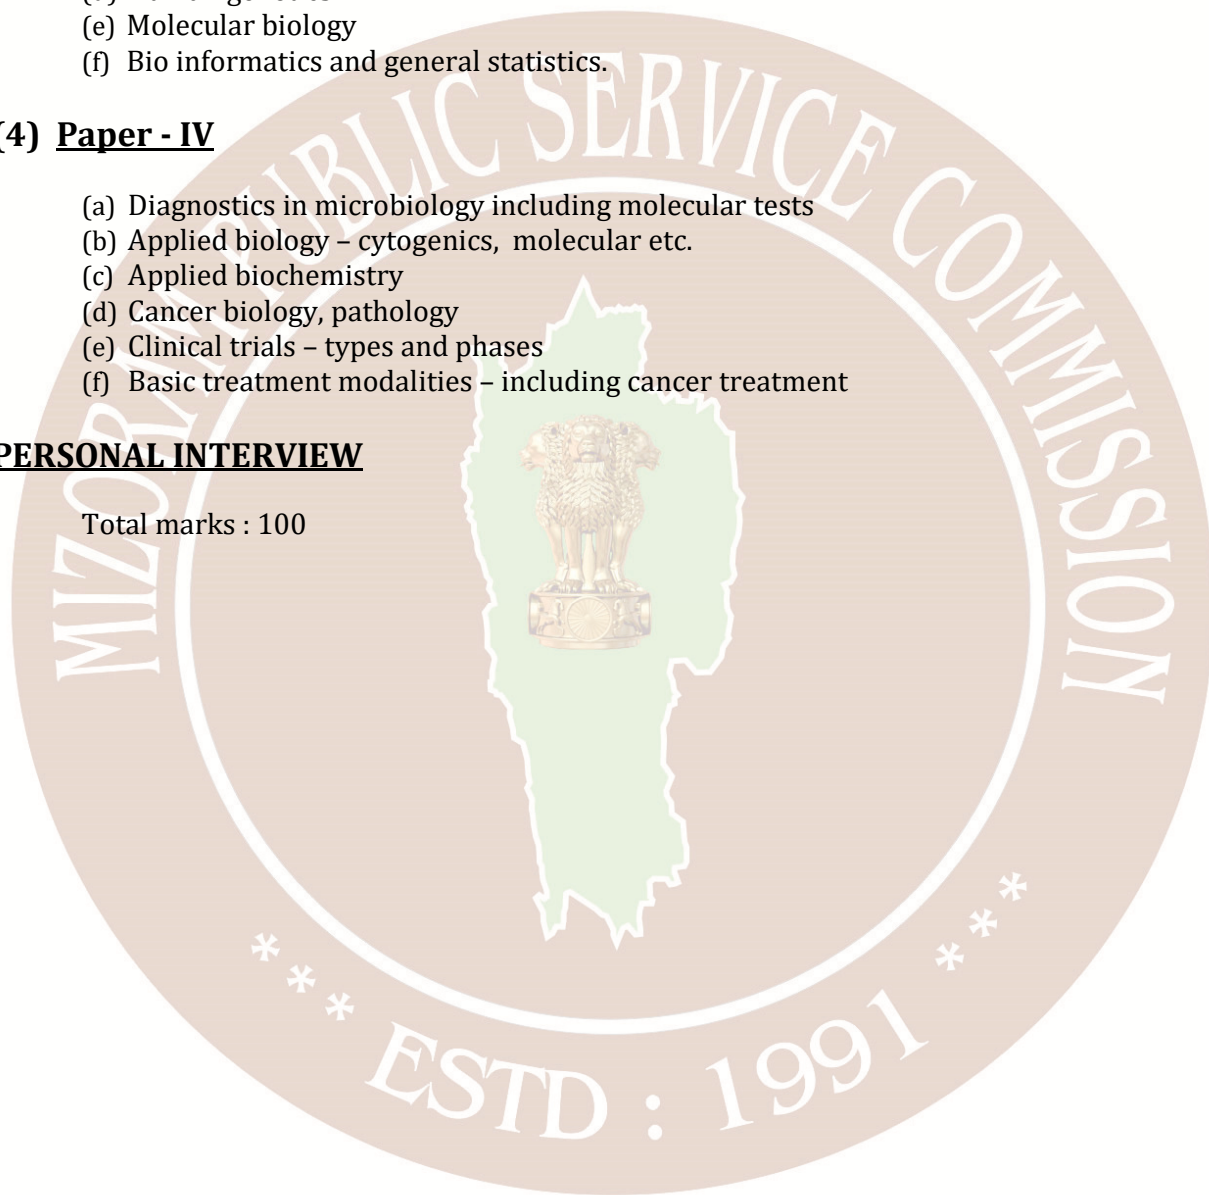 (e) Molecular biology
(f) Bio informatics and general statistics.
(4) Paper - IV
(a) Diagnostics in microbiology including molecular tests
(b) Applied biology – cytogenics, molecular etc.
(c) Applied biochemistry
(d) Cancer biology, pathology
(e) Clinical trials – types and phases
(f) Basic treatment modalities – including cancer treatment
PERSONAL INTERVIEW
Total marks : 100
MIZORAM PUBLIC SERVICE COMMISSION
*** ESTD : 1991 ***